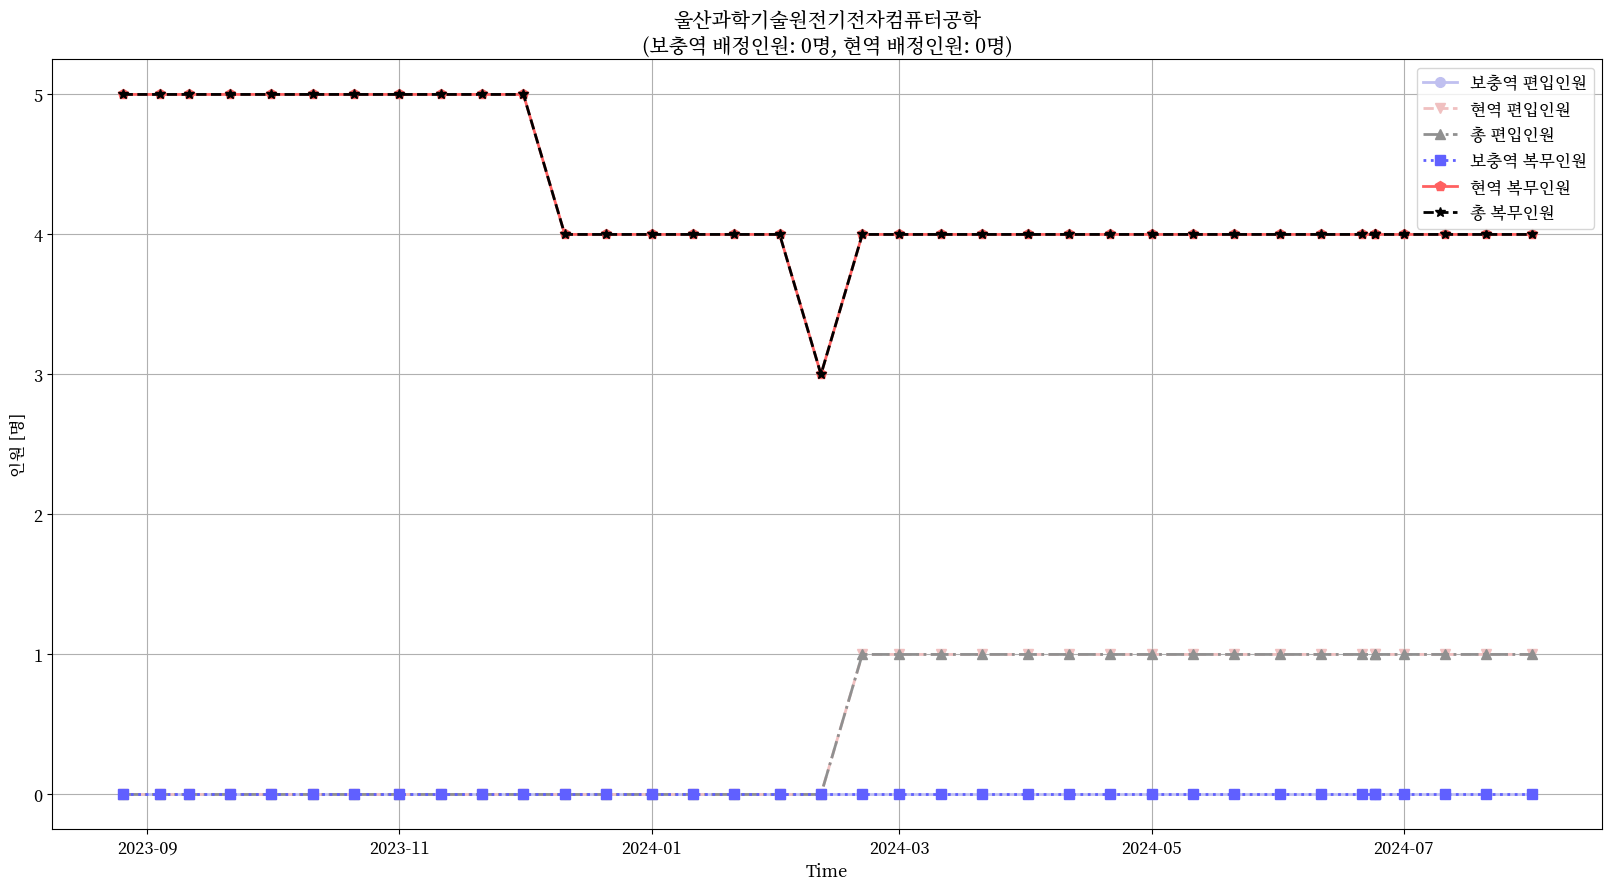 울산과학기술원전기전자컴퓨터공학
(보충역 배정인원: 0명, 현역 배정인원: 0명)
보충역 편입인원
현역 편입인원
총 편입인원
보충역 복무인원
현역 복무인원
총 복무인원
5
4
3
2
1
0
인원 [명]
2023-09
2023-11
2024-01
2024-03
2024-05
2024-07
Time